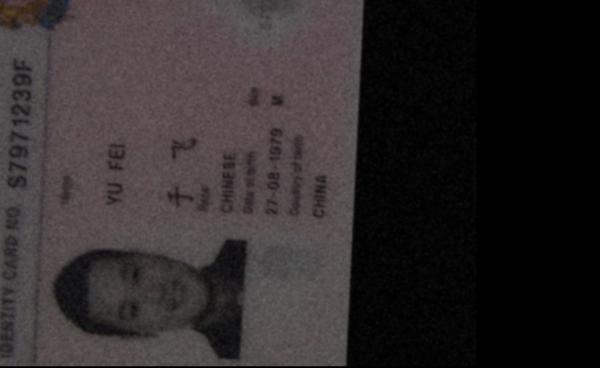 IDENTITY CARD NO. S7971239F
Name
YU FEI
于飞
Race
CHINESE
Date of birth Sex
27-08-1979 M
Country of birth
CHINA